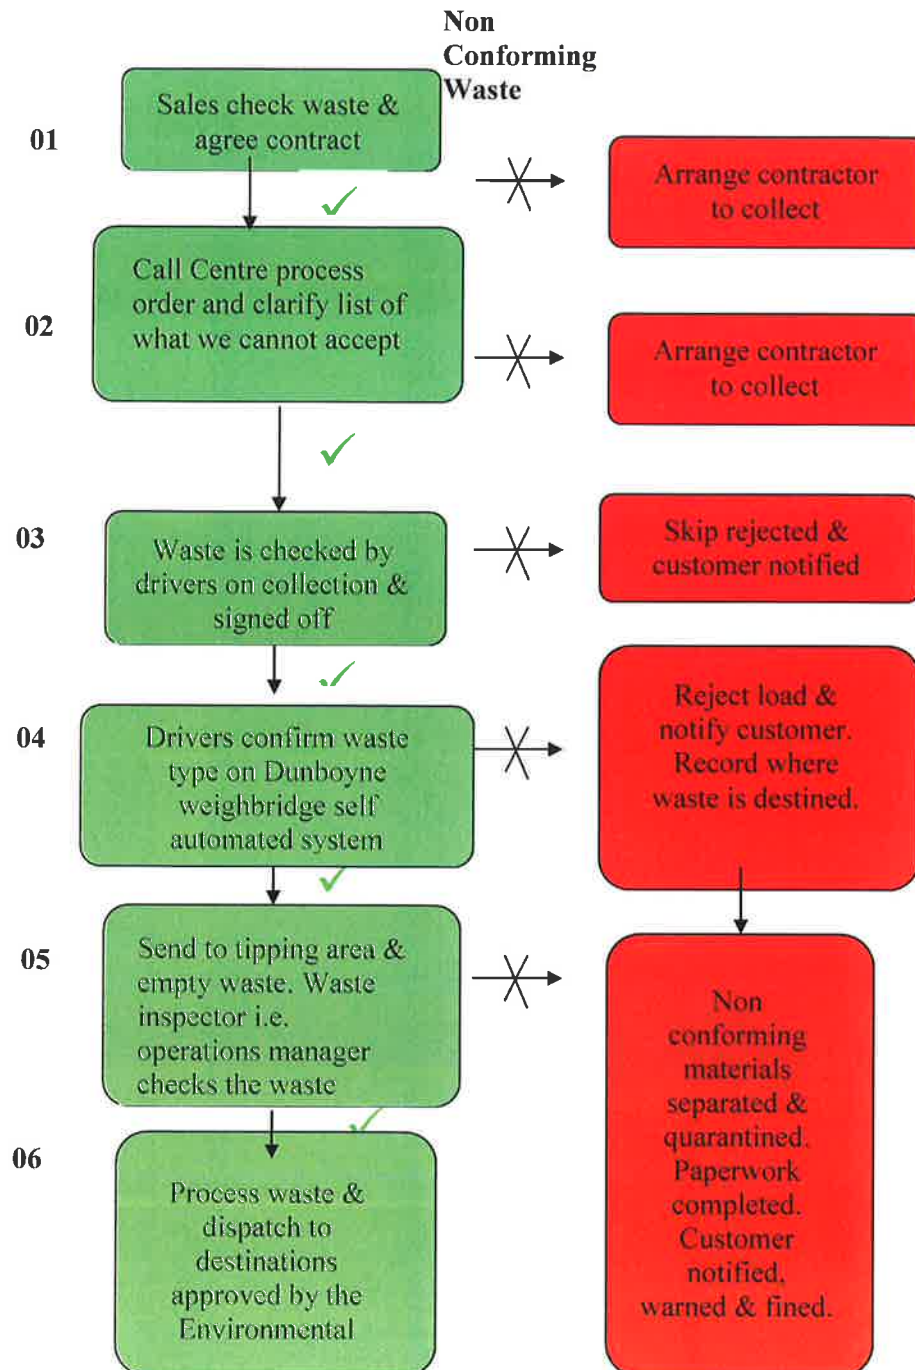 Non
Conforming
Waste
01
Sales check waste &
agree contract
Arrange contractor
to collect
02
Call Centre process
order and clarify list of
what we cannot accept
Arrange contractor
to collect
03
Waste is checked by
drivers on collection &
signed off
Skip rejected &
customer notified
04
Drivers confirm waste
type on Dunboyne
weighbridge self
automated system
Reject load &
notify customer.
Record where
waste is destined.
05
Send to tipping area &
empty waste. Waste
inspector i.e.
operations manager
checks the waste
Non
conforming
materials
separated &
quarantined.
Paperwork
completed.
Customer
notified,
warned & fined.
06
Process waste &
dispatch to
destinations
approved by the
Environmental